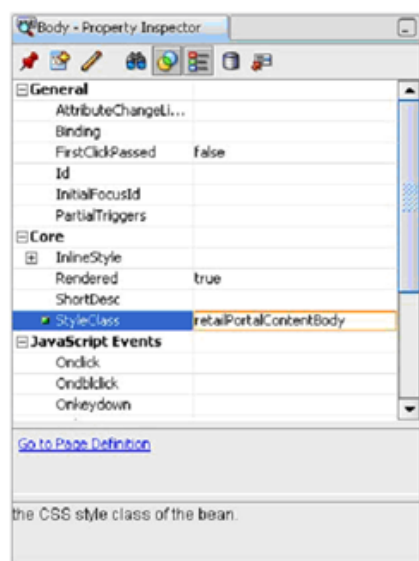 Body - Property Inspector
General
AttributeChangeLi...
Binding
FirstClickPassed false
Id
InitialFocusId
PartialTriggers
Core
InlineStyle
Rendered true
ShortDesc
StyleClass retailPortalContentBody
JavaScript Events
Onclick
Ondblclick
Onkeydown
Go to Page Definition
the CSS style class of the bean.